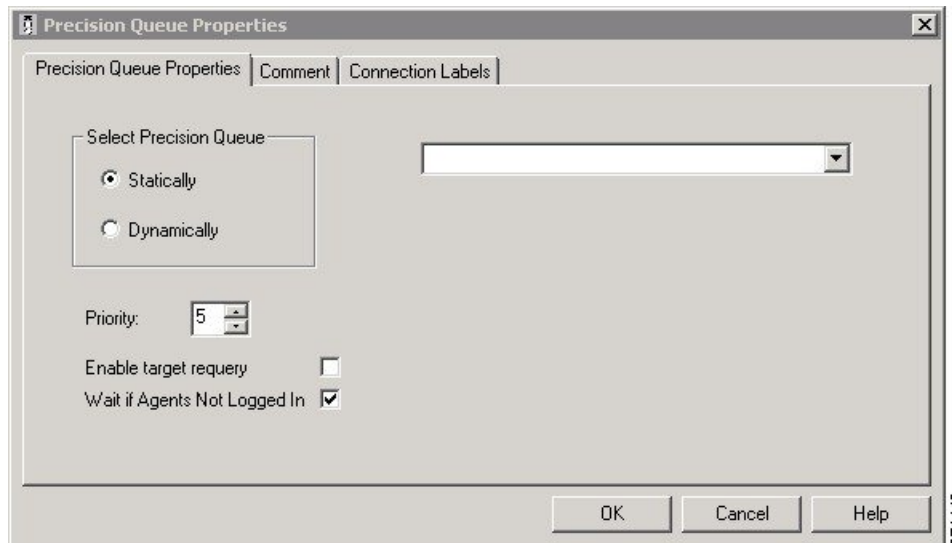 Precision Queue Properties
Precision Queue Properties Comment Connection Labels
Select Precision Queue
Statically
Dynamically
Priority: 5
Enable target requery
Wait if Agents Not Logged In
OK Cancel Help